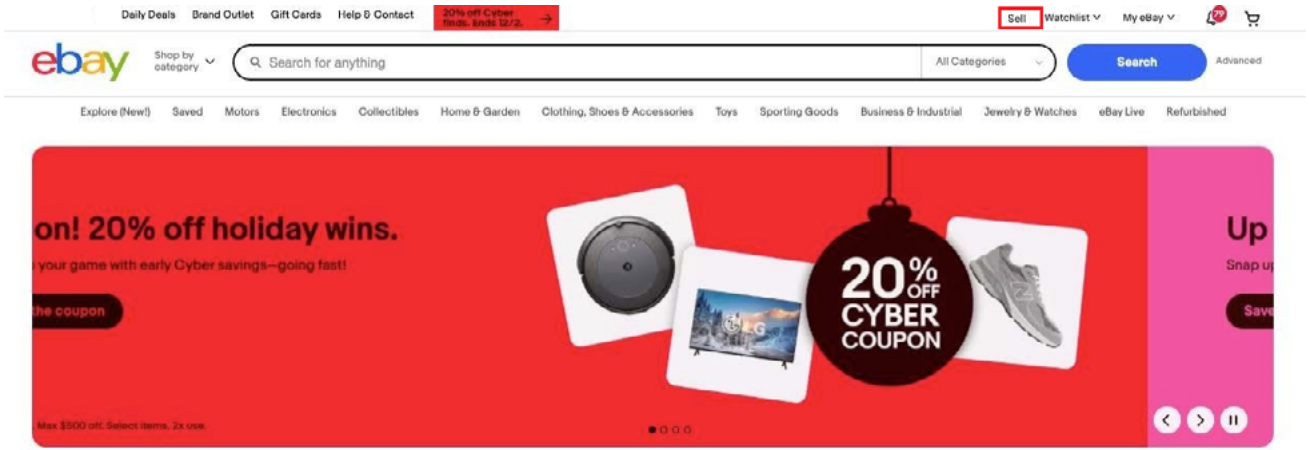 Daily Deals Brand Outlet Gift Cards Help & Contact 20% off Cyber
finds. Ends 12/2. Sell Watchlist My eBay 79
ebay Shop by
category Search for anything All Categories Search Advanced
Explore (New!) Saved Motors Electronics Collectibles Home & Garden Clothing, Shoes & Accessories Toys Sporting Goods Business & Industrial Jewelry & Watches eBay Live Refurbished
on! 20% off holiday wins.
your game with early Cyber savings—going fast!
the coupon
Max $500 off. Select items. 2x use.
LG
20%
OFF
CYBER
COUPON
N
Up
Snap up
Save